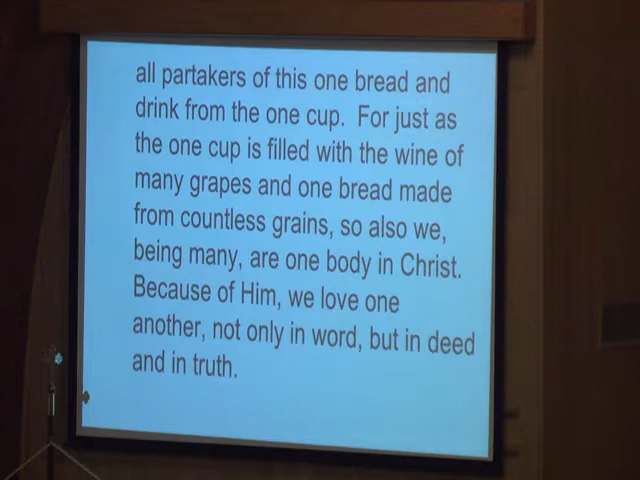 all partakers of this one bread and
drink from the one cup.  For just as
the one cup is filled with the wine of
many grapes and one bread made
from countless grains, so also we,
being many, are one body in Christ.
Because of Him, we love one
another, not only in word, but in deed
and in truth.